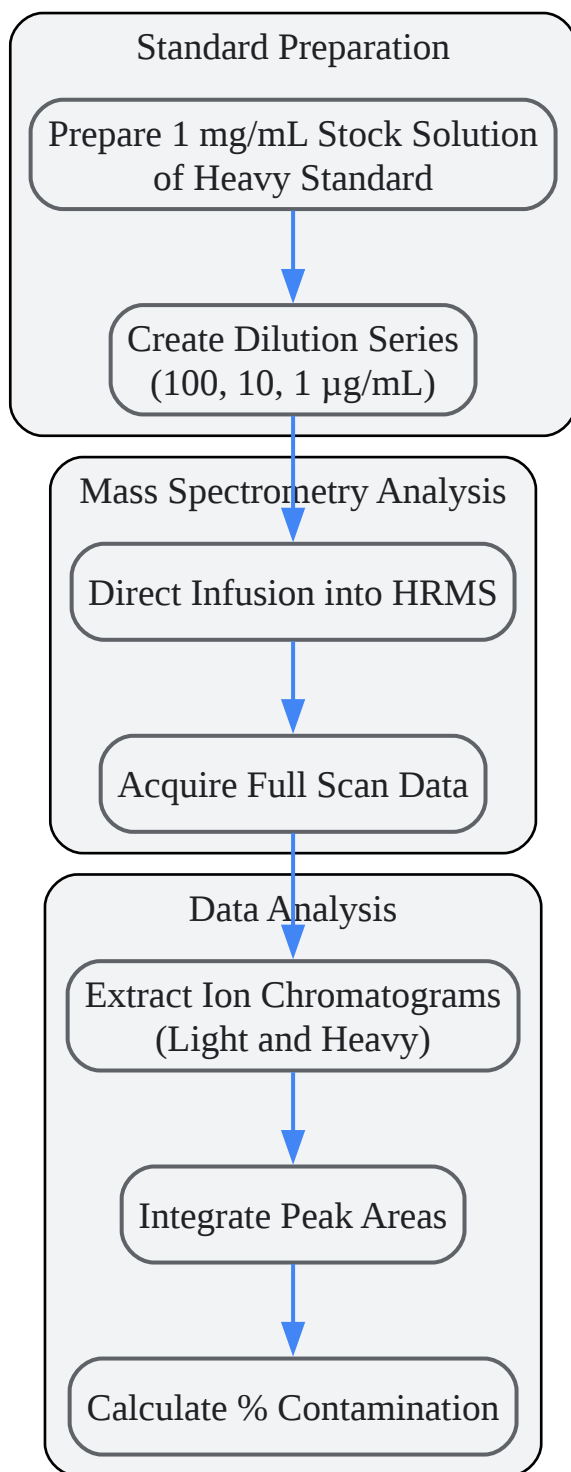 Standard Preparation
Prepare 1 mg/mL Stock Solution
of Heavy Standard
Create Dilution Series
(100, 10, 1 µg/mL)
Mass Spectrometry Analysis
Direct Infusion into HRMS
Acquire Full Scan Data
Data Analysis
Extract Ion Chromatograms
(Light and Heavy)
Integrate Peak Areas
Calculate % Contamination